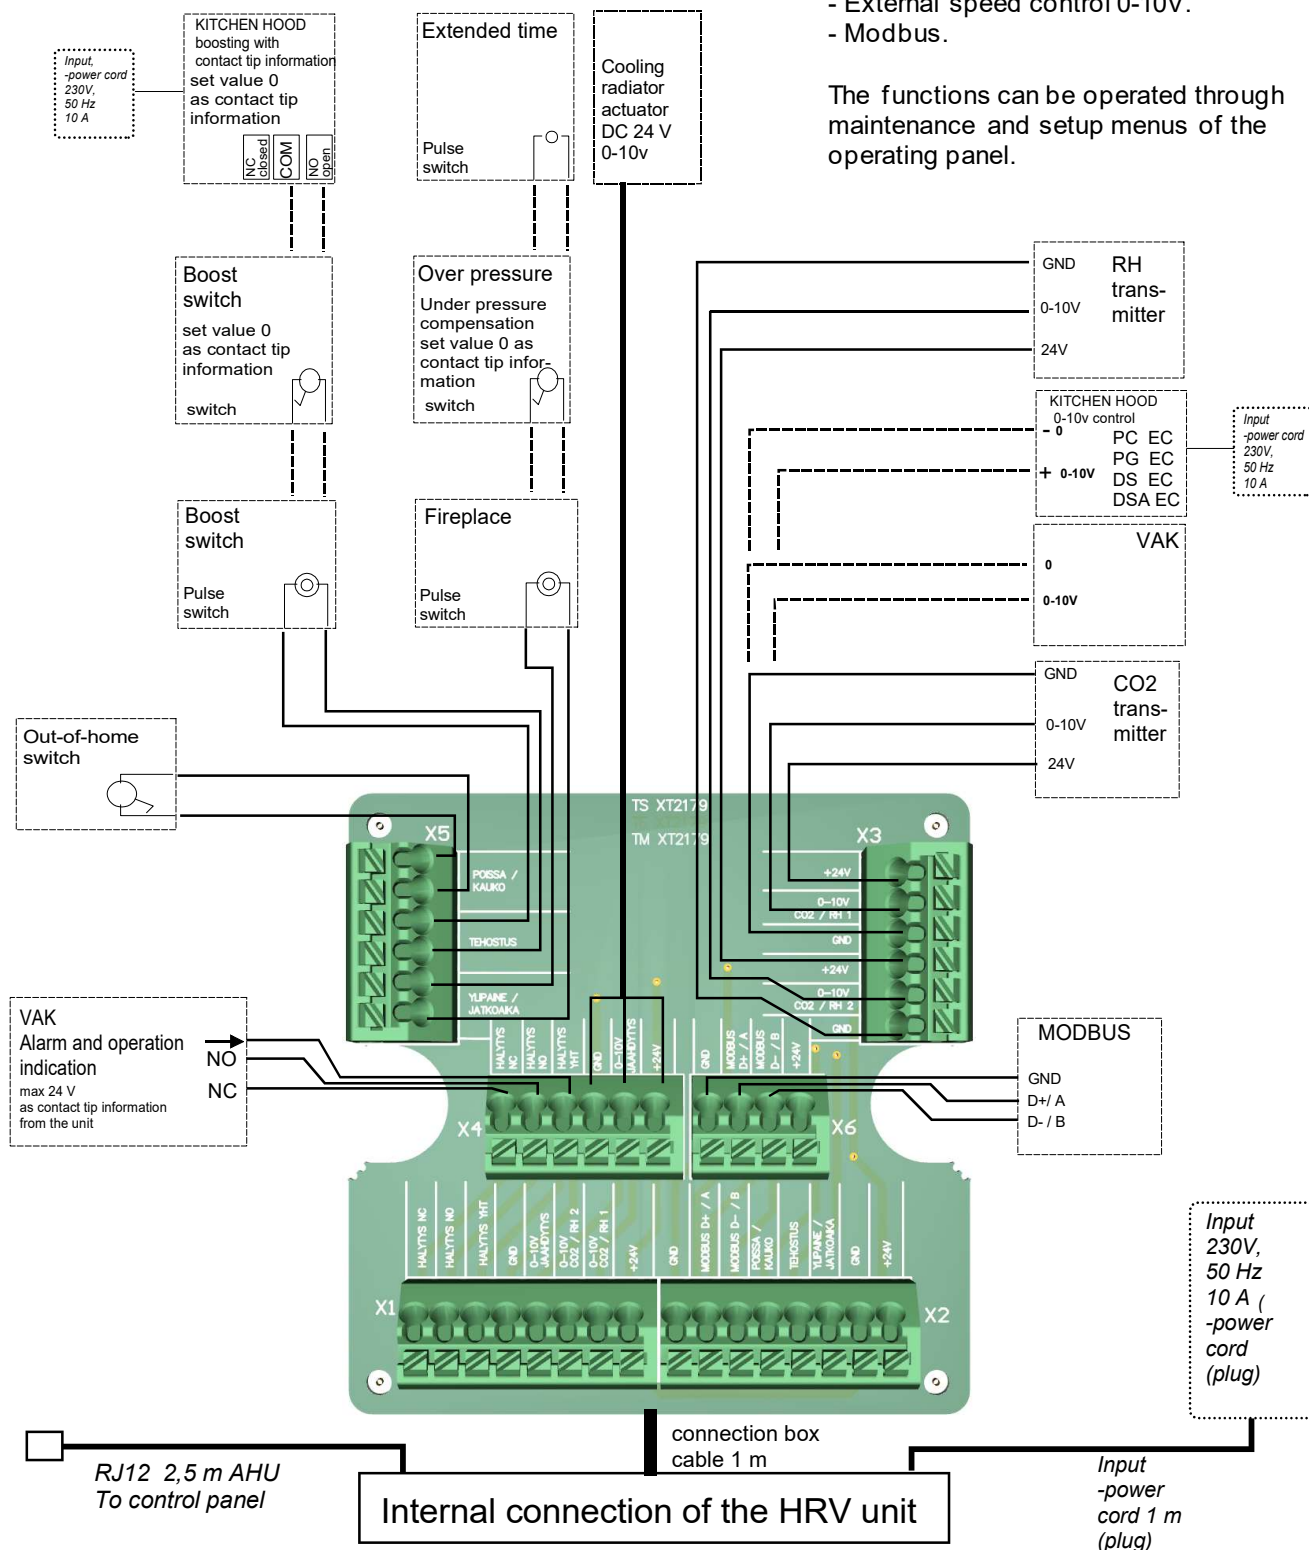 - External speed control 0-10V.
- Modbus.
The functions can be operated through
maintenance and setup menus of the
operating panel.
Input,
-power cord
230V,
50 Hz
10 A
KITCHEN HOOD
boosting with
contact tip information
set value 0
as contact tip
information
NC
closed
COM
NO
open
Extended time
Pulse
switch
Cooling
radiator
actuator
DC 24 V
0-10v
Boost
switch
set value 0
as contact tip
information
switch
Over pressure
Under pressure
compensation
set value 0 as
contact tip infor-
mation
switch
Boost
switch
Pulse
switch
Fireplace
Pulse
switch
GND
0-10V
24V
RH
trans-
mitter
KITCHEN HOOD
0-10v control
- 0
+ 0-10V
PC EC
PG EC
DS EC
DSA EC
Input
-power cord
230V,
50 Hz
10 A
VAK
0
0-10V
GND
0-10V
24V
CO2
trans-
mitter
Out-of-home
switch
TS XT2179
TM XT2179
X5
POISSA /
KAUKO
TEHOSTUS
YLIPAINE /
JATKOAIKA
X3
+24V
0-10V
CO2 / RH 1
GND
+24V
0-10V
CO2 / RH 2
GND
VAK
Alarm and operation
indication
max 24 V
as contact tip information
from the unit
NO
NC
HALYTYS
NC
HALYTYS
NO
HALYTYS
YHT
GND
0-10V
JAAHDYTYS
+24V
GND
MODBUS
D+ / A
MODBUS
D- / B
+24V
X4
X6
MODBUS
GND
D+/ A
D- / B
HALYTYS NC
HALYTYS NO
HALYTYS YHT
GND
0-10V
JAAHDYTYS
0-10V
CO2 / RH 2
0-10V
CO2 / RH 1
+24V
GND
MODBUS D+ / A
MODBUS D- / B
POISSA /
KAUKO
TEHOSTUS
YLIPAINE /
JATKOAIKA
GND
+24V
X1
X2
Input
230V,
50 Hz
10 A (
-power
cord
(plug)
RJ12 2,5 m AHU
To control panel
connection box
cable 1 m
Input
-power
cord 1 m
(plug)
Internal connection of the HRV unit